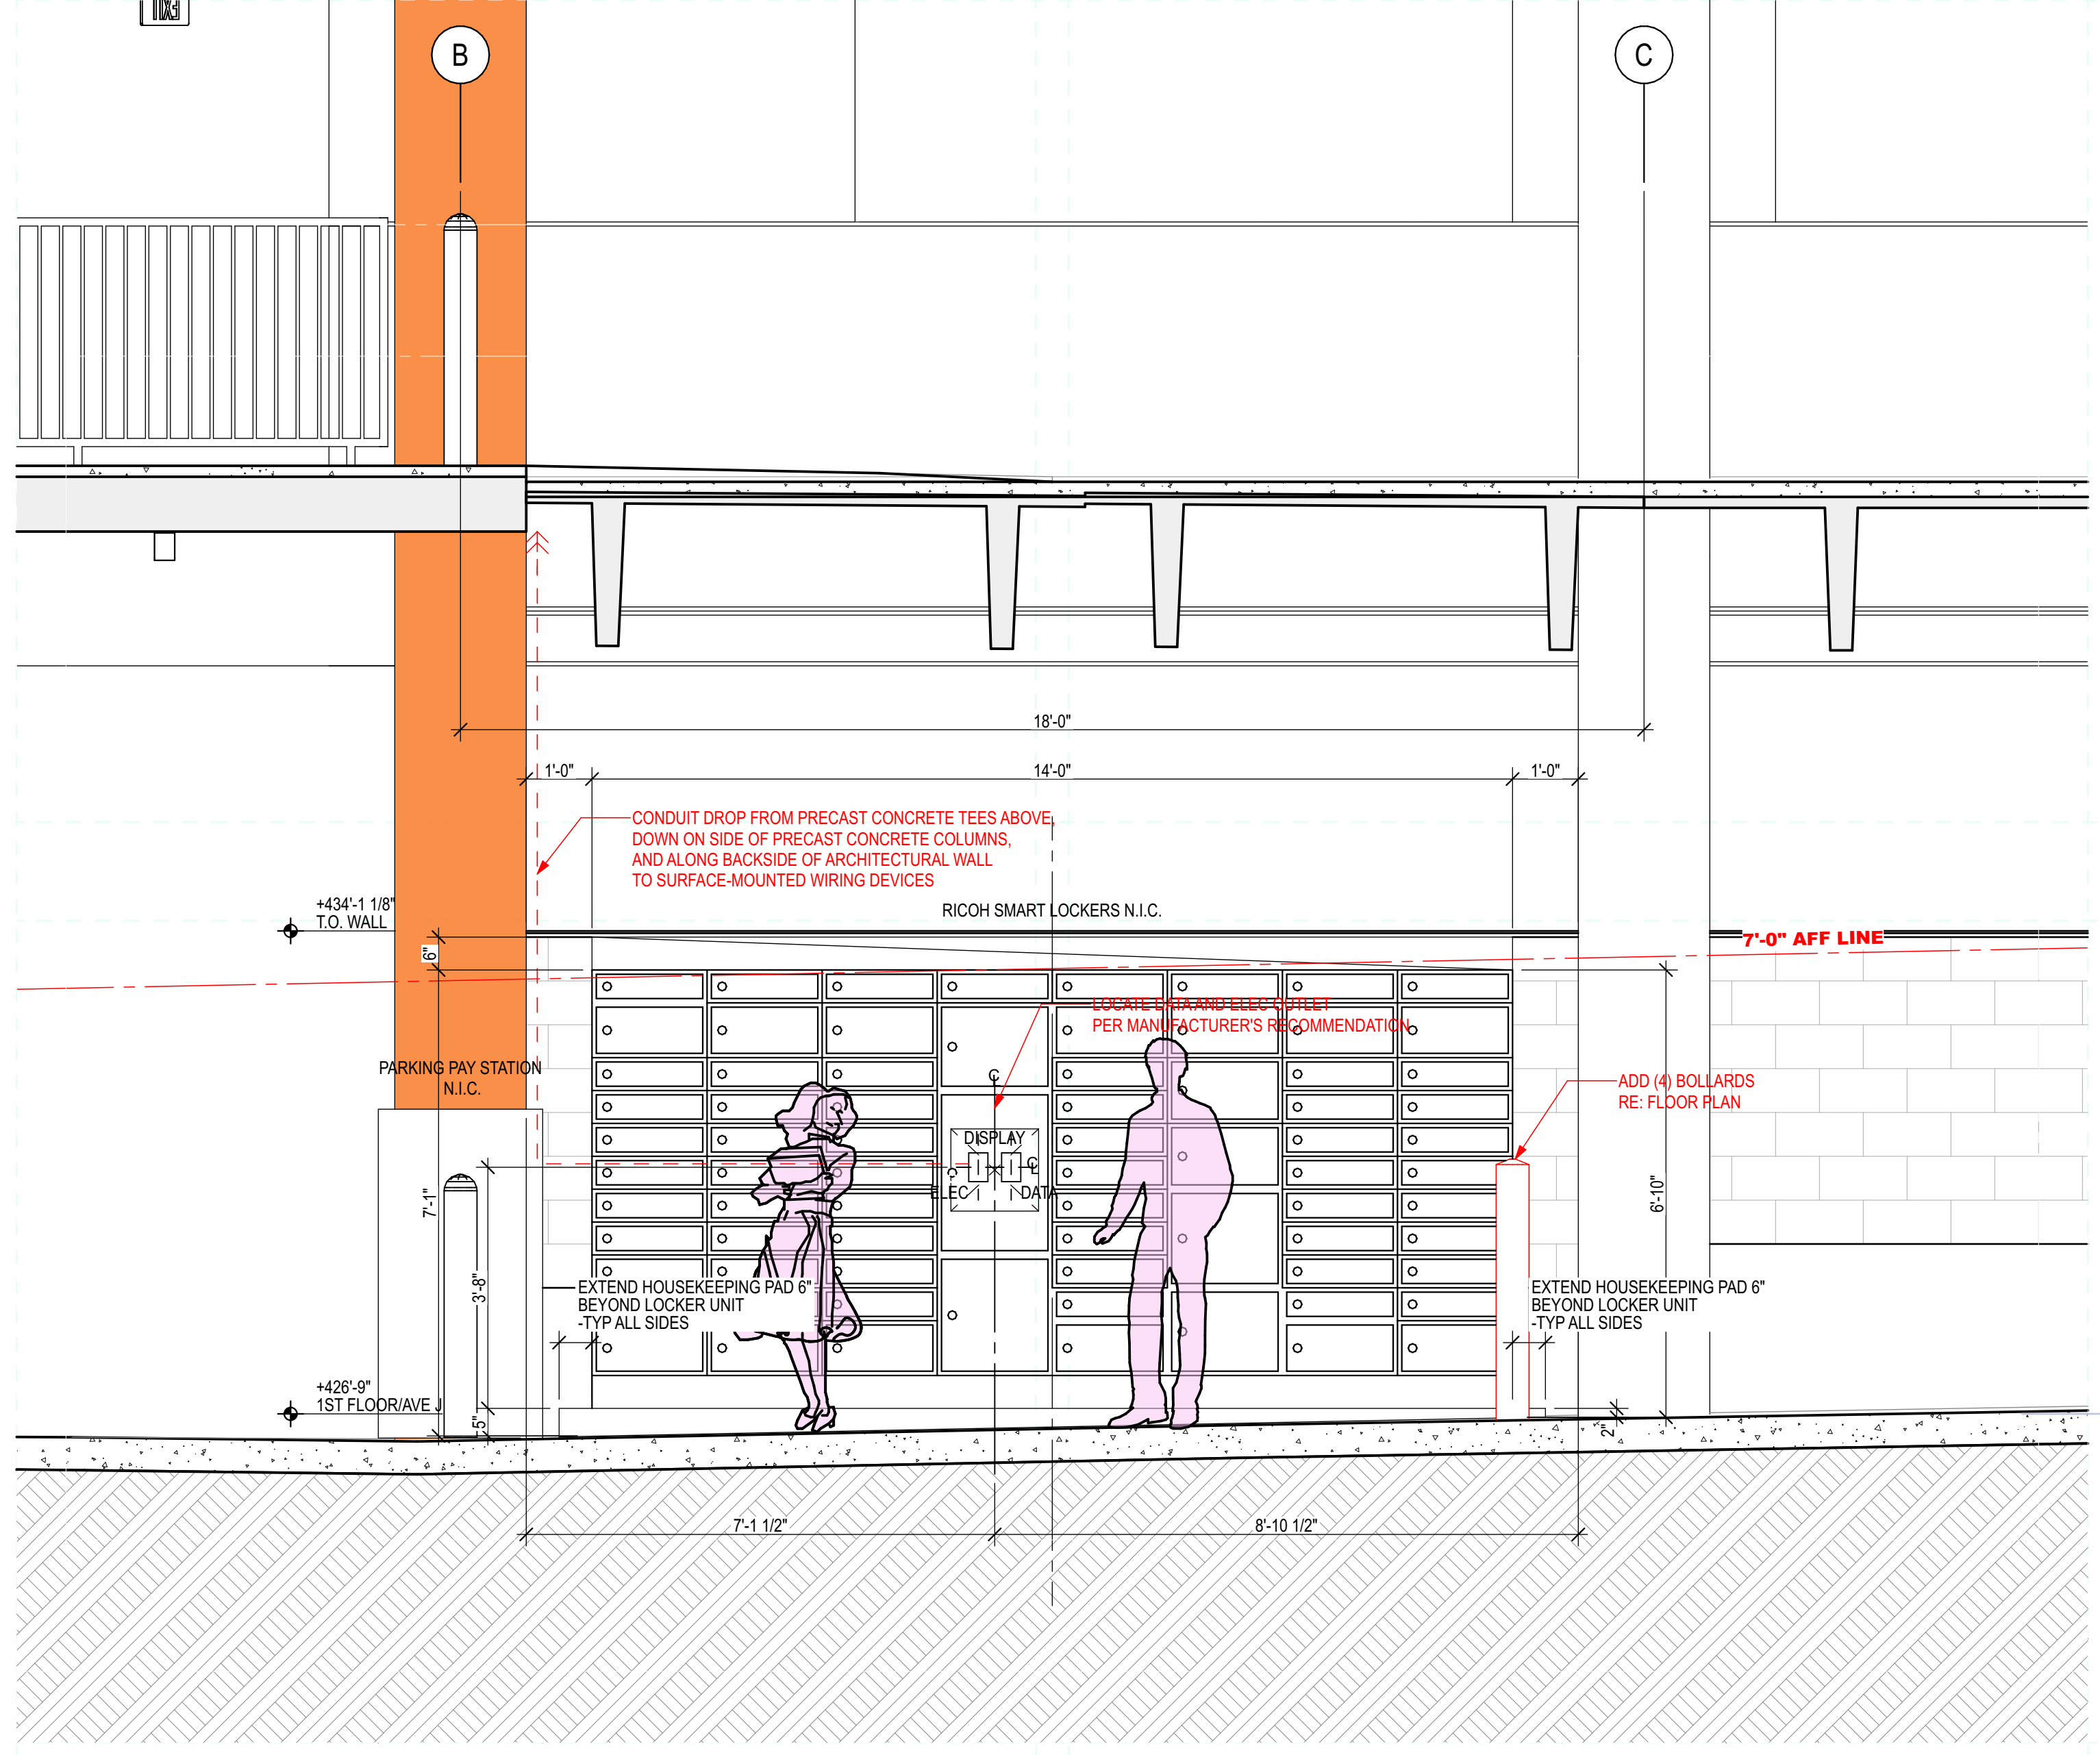 EXIT
B
C
18'-0"
1'-0"
14'-0"
1'-0"
CONDUIT DROP FROM PRECAST CONCRETE TEES ABOVE,
DOWN ON SIDE OF PRECAST CONCRETE COLUMNS,
AND ALONG BACKSIDE OF ARCHITECTURAL WALL
TO SURFACE-MOUNTED WIRING DEVICES
+434'-1 1/8"
T.O. WALL
RICOH SMART LOCKERS N.I.C.
6"
7'-0" AFF LINE
LOCATE DATA AND ELEC OUTLET
PER MANUFACTURER'S RECOMMENDATION
PARKING PAY STATION
N.I.C.
ADD (4) BOLLARDS
RE: FLOOR PLAN
DISPLAY
ELEC
DATA
7'-1"
3'-8"
6'-10"
EXTEND HOUSEKEEPING PAD 6"
BEYOND LOCKER UNIT
-TYP ALL SIDES
EXTEND HOUSEKEEPING PAD 6"
BEYOND LOCKER UNIT
-TYP ALL SIDES
+426'-9"
1ST FLOOR/AVE J
5"
2"
7'-1 1/2"
8'-10 1/2"